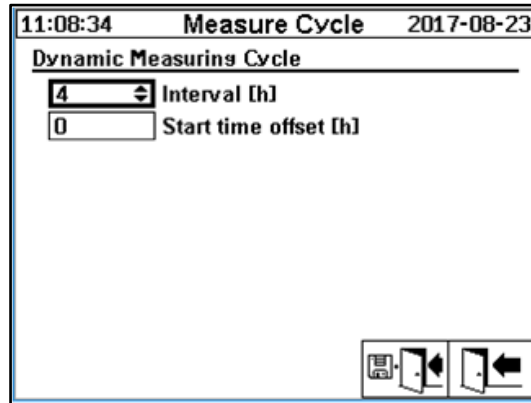 11:08:34 Measure Cycle 2017-08-23
Dynamic Measuring Cycle
4 Interval [h]
0 Start time offset [h]